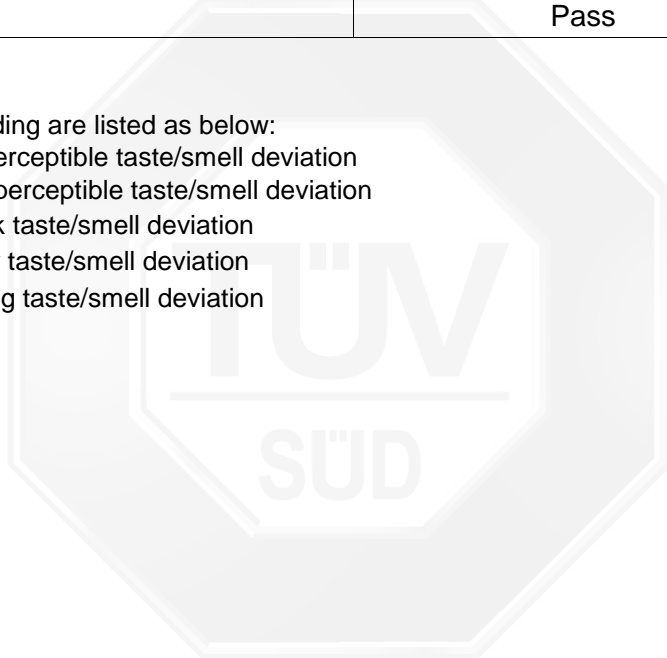 Pass
ding are listed as below:
erceptible taste/smell deviation
perceptible taste/smell deviation
k taste/smell deviation
taste/smell deviation
g taste/smell deviation
TÜV
SÜD